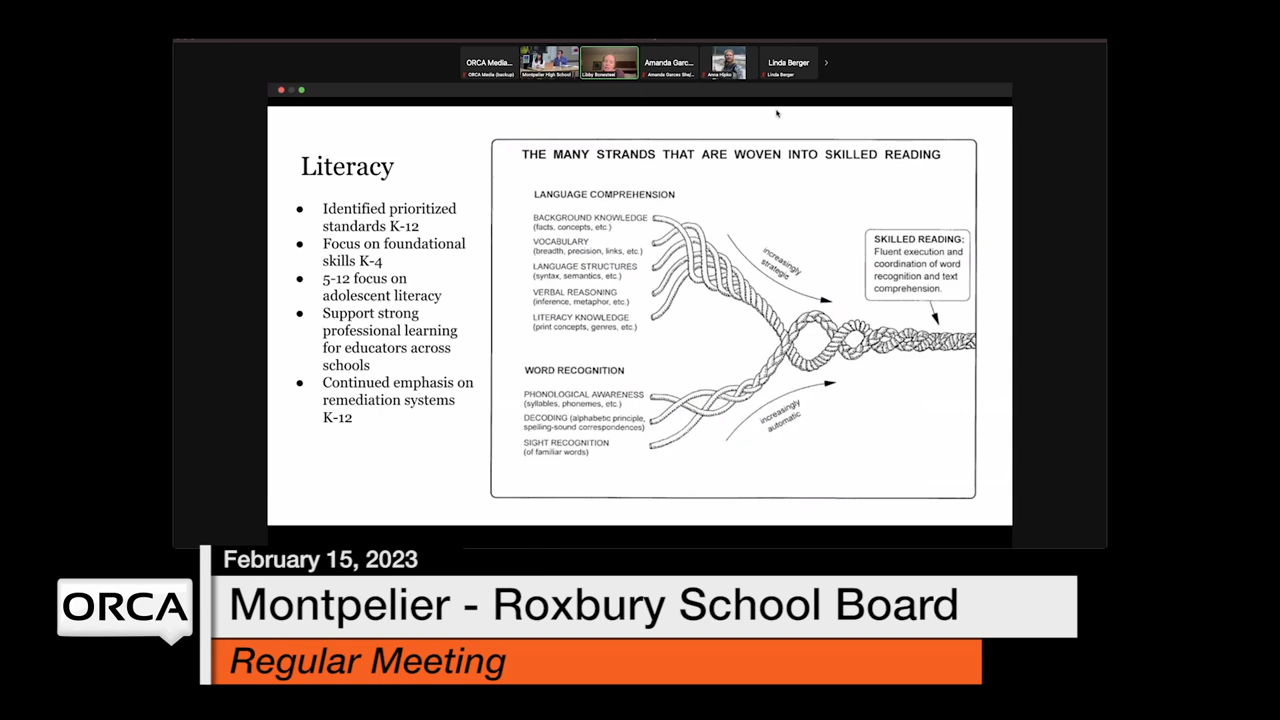 ORCA Media...
Amanda Garc...
Linda Berger
ORCA Media (backup)
Montpelier High School
Libby Bonesteel
Amanda Garces Sha/...
Anna Hipko
Linda Berger
Literacy
● Identified prioritized
standards K-12
● Focus on foundational
skills K-4
● 5-12 focus on
adolescent literacy
● Support strong
professional learning
for educators across
schools
● Continued emphasis on
remediation systems
K-12
THE MANY STRANDS THAT ARE WOVEN INTO SKILLED READING
LANGUAGE COMPREHENSION
BACKGROUND KNOWLEDGE
(facts, concepts, etc.)
VOCABULARY
(breadth, precision, links, etc.)
LANGUAGE STRUCTURES
(syntax, semantics, etc.)
VERBAL REASONING
(inference, metaphor, etc.)
LITERACY KNOWLEDGE
(print concepts, genres, etc.)
increasingly
strategic
SKILLED READING:
Fluent execution and
coordination of word
recognition and text
comprehension.
WORD RECOGNITION
PHONOLOGICAL AWARENESS
(syllables, phonemes, etc.)
DECODING (alphabetic principle,
spelling-sound correspondences)
SIGHT RECOGNITION
(of familiar words)
increasingly
automatic
February 15, 2023
ORCA
Montpelier - Roxbury School Board
Regular Meeting